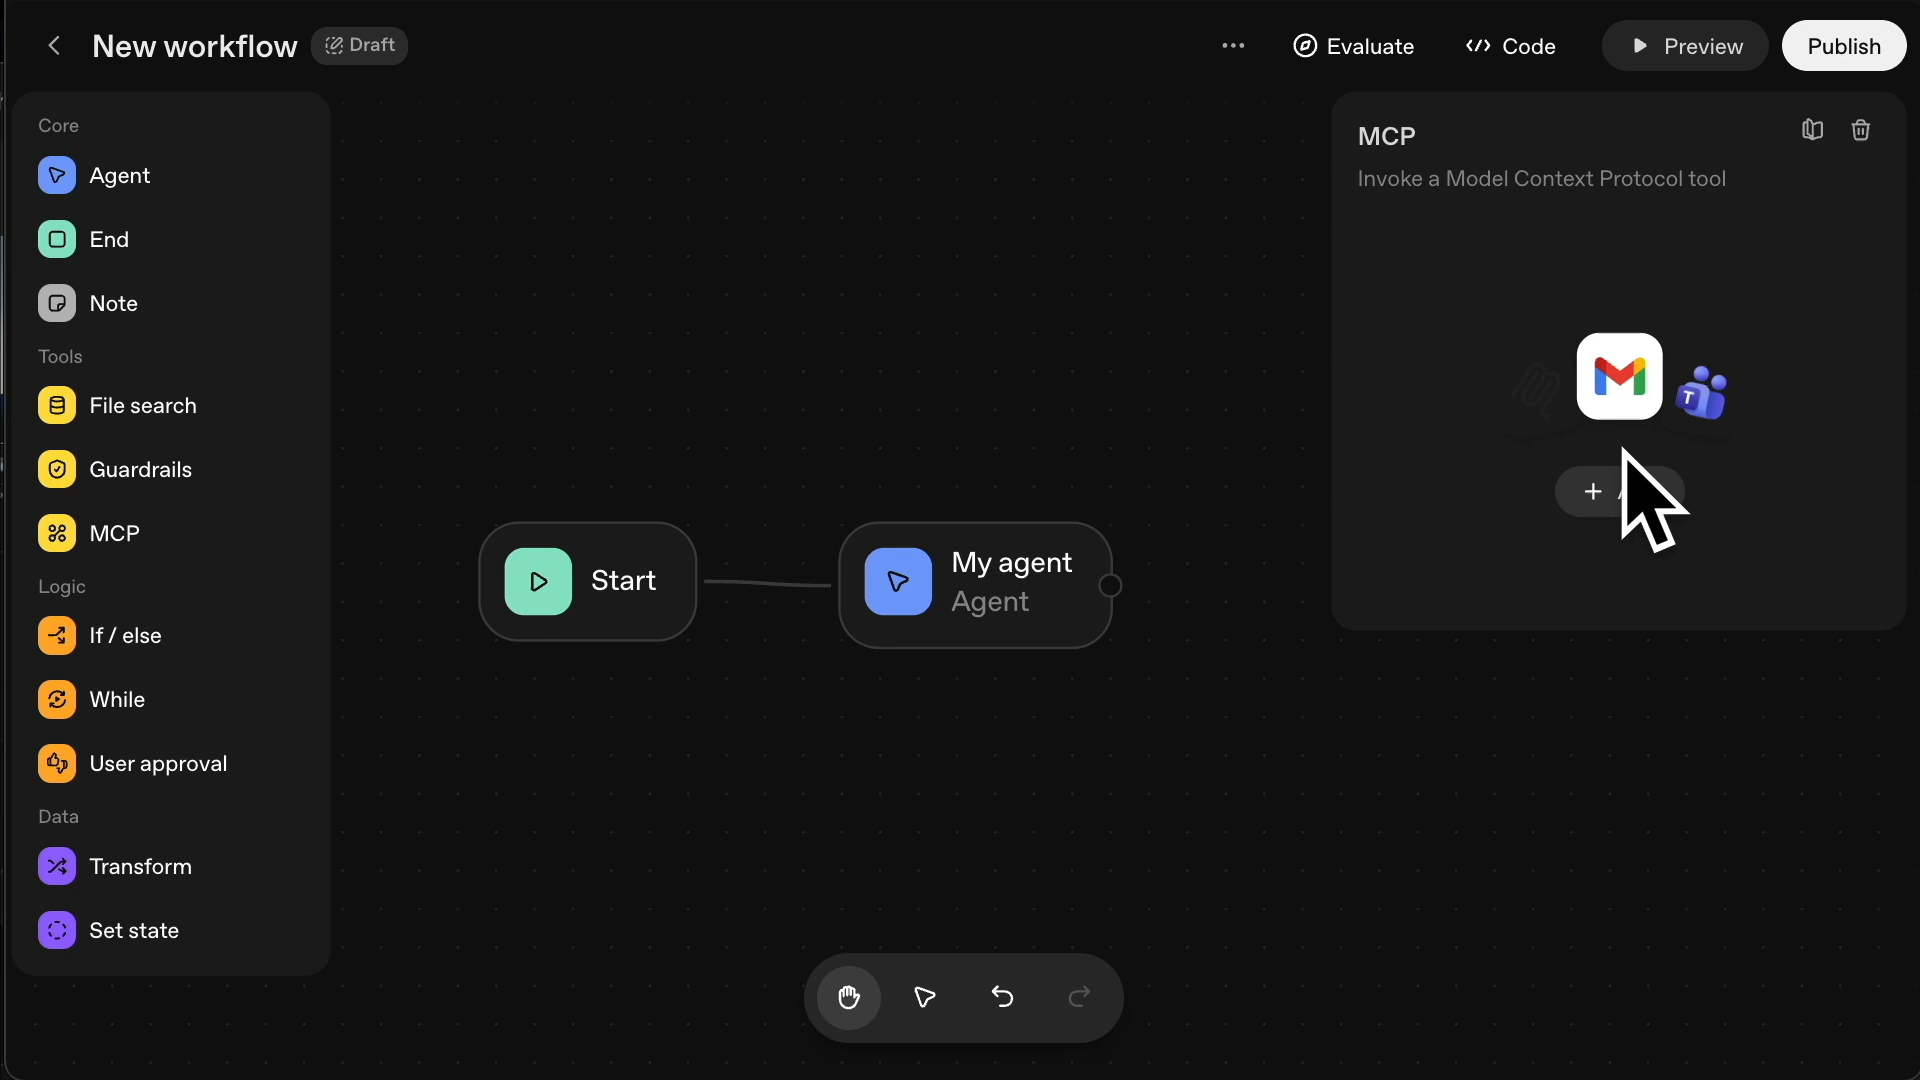 New workflow
Draft
Evaluate
Code
Preview
Publish
Core
Agent
End
Note
Tools
File search
Guardrails
MCP
Logic
If / else
While
User approval
Data
Transform
Set state
Start
My agent
Agent
MCP
Invoke a Model Context Protocol tool
T